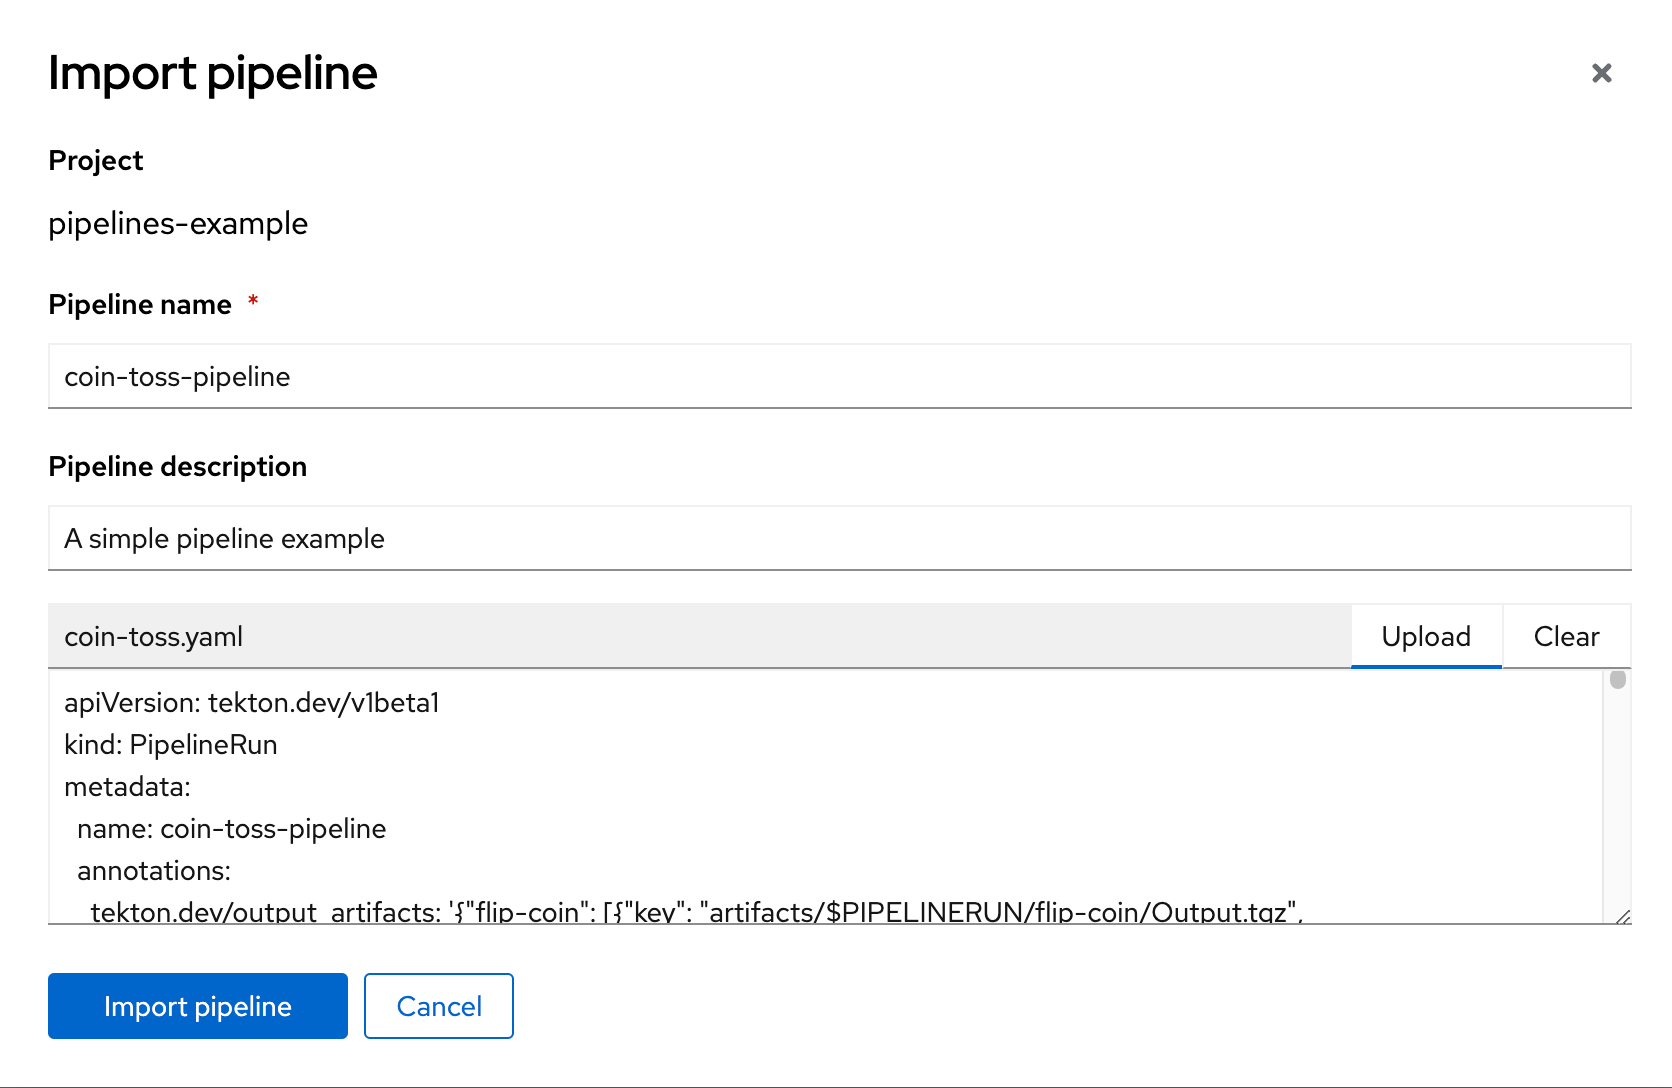 Import pipeline
Project
pipelines-example
Pipeline name *
coin-toss-pipeline
Pipeline description
A simple pipeline example
coin-toss.yaml Upload Clear
apiVersion: tekton.dev/v1beta1
kind: PipelineRun
metadata:
  name: coin-toss-pipeline
  annotations:
    tekton.dev/output_artifacts: '{"flip-coin": [{"key": "artifacts/$PIPELINERUN/flip-coin/Output.tgz",
Import pipeline Cancel